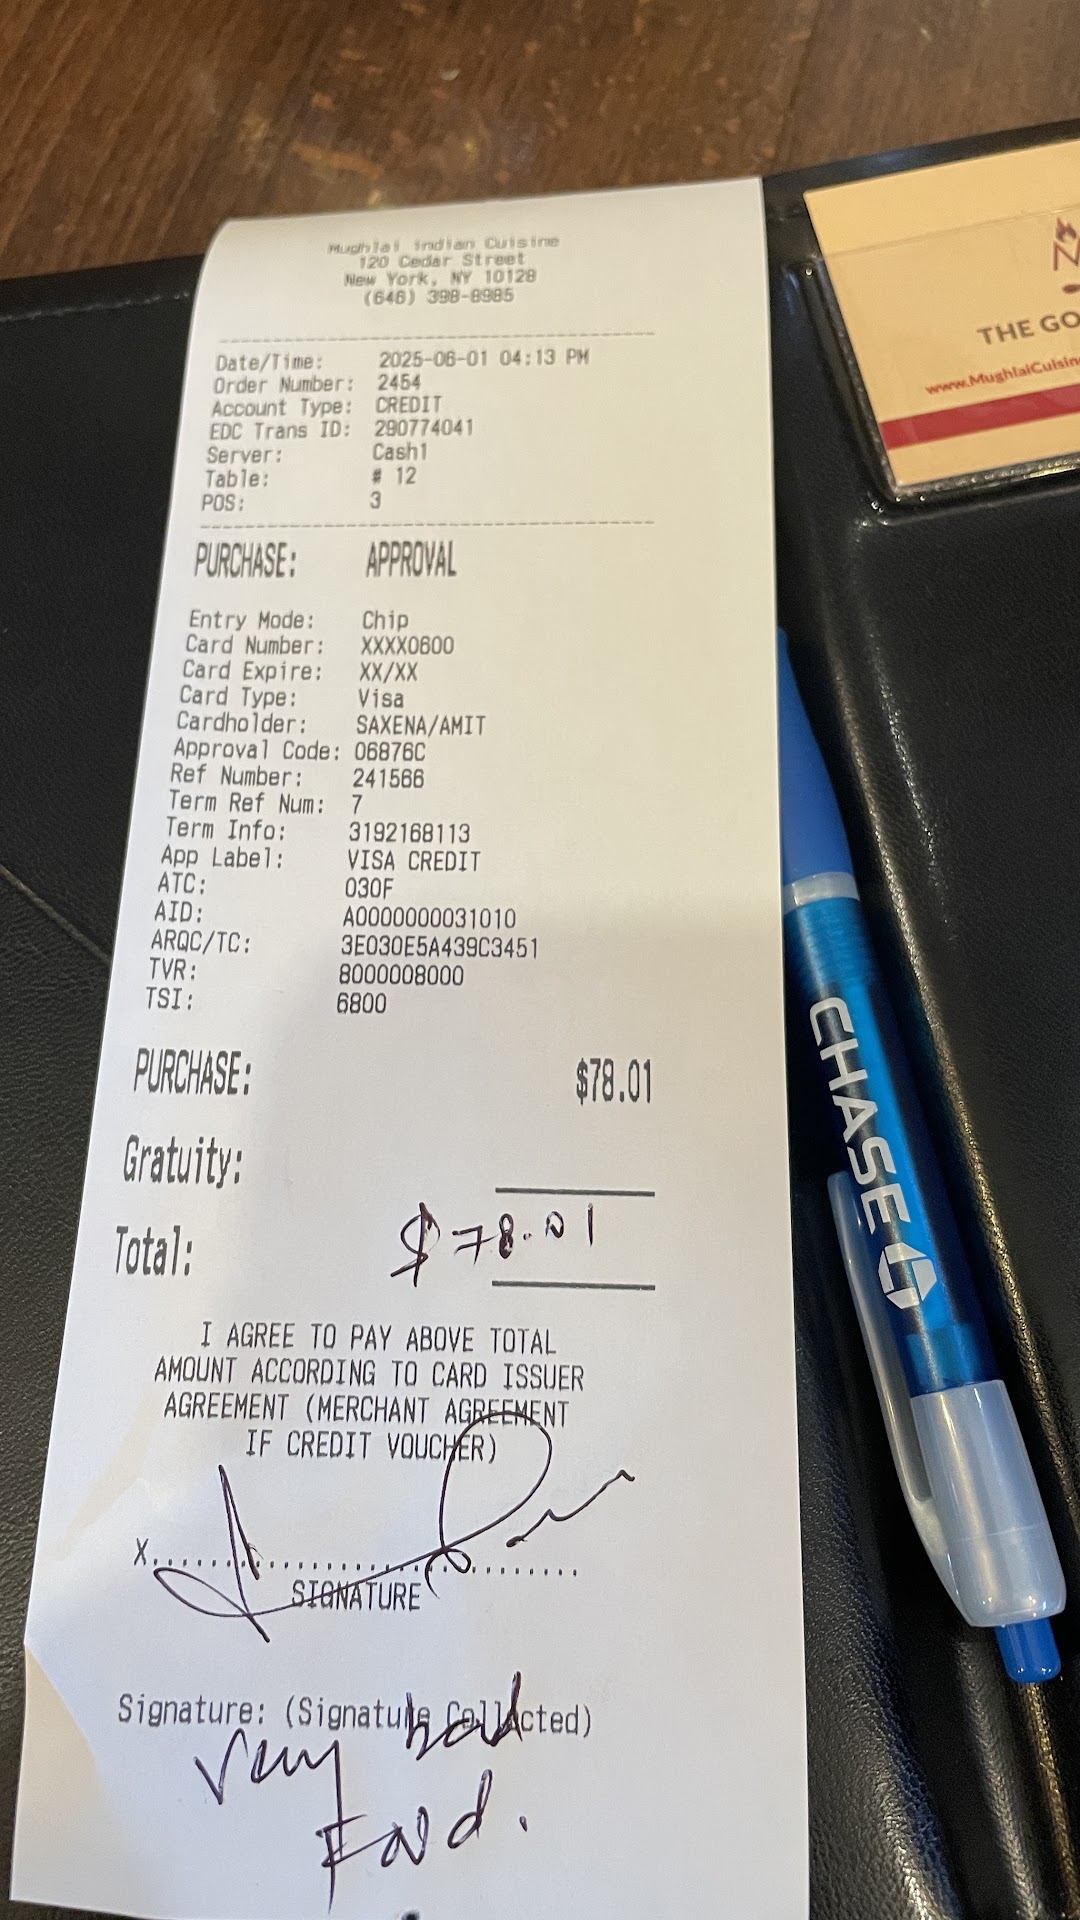 Mughlai Indian Cuisine
120 Cedar Street
New York, NY 10128
(646) 398-8985
Date/Time: 2025-06-01 04:13 PM
Order Number: 2454
Account Type: CREDIT
EDC Trans ID: 290774041
Server: Cash1
Table: # 12
POS: 3
PURCHASE: APPROVAL
Entry Mode: Chip
Card Number: XXXX0600
Card Expire: XX/XX
Card Type: Visa
Cardholder: SAXENA/AMIT
Approval Code: 06876C
Ref Number: 241566
Term Ref Num: 7
Term Info: 3192168113
App Label: VISA CREDIT
ATC: 030F
AID: A0000000031010
ARQC/TC: 3E030E5A439C3451
TVR: 8000008000
TSI: 6800
PURCHASE: $78.01
Gratuity:
Total: $78.01
I AGREE TO PAY ABOVE TOTAL
AMOUNT ACCORDING TO CARD ISSUER
AGREEMENT (MERCHANT AGREEMENT
IF CREDIT VOUCHER)
X
SIGNATURE
Signature: (Signature Collected)
Very bad
Food.
THE GO
www.MughlaiCuisin
CHASE